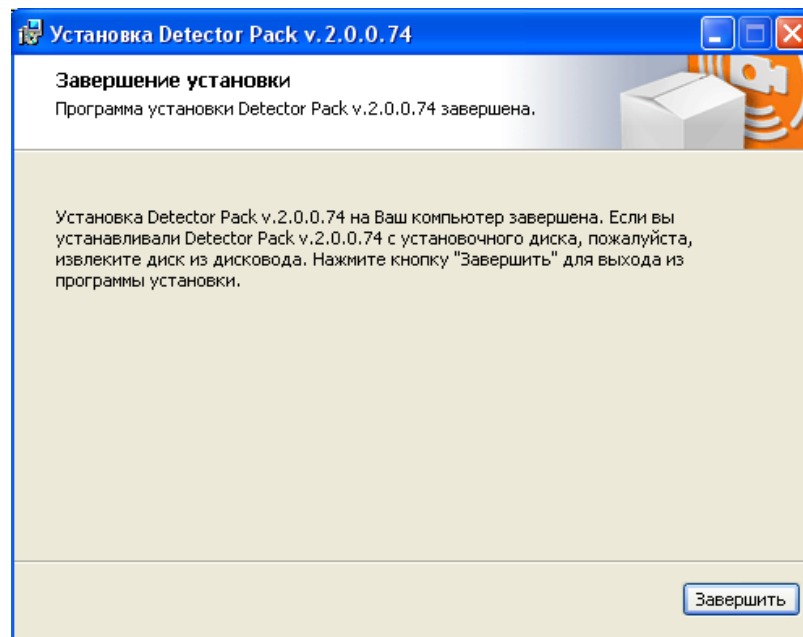 Установка Detector Pack v.2.0.0.74
Завершение установки
Программа установки Detector Pack v.2.0.0.74 завершена.
Установка Detector Pack v.2.0.0.74 на Ваш компьютер завершена. Если вы
устанавливали Detector Pack v.2.0.0.74 с установочного диска, пожалуйста,
извлеките диск из дисковода. Нажмите кнопку "Завершить" для выхода из
программы установки.
Завершить